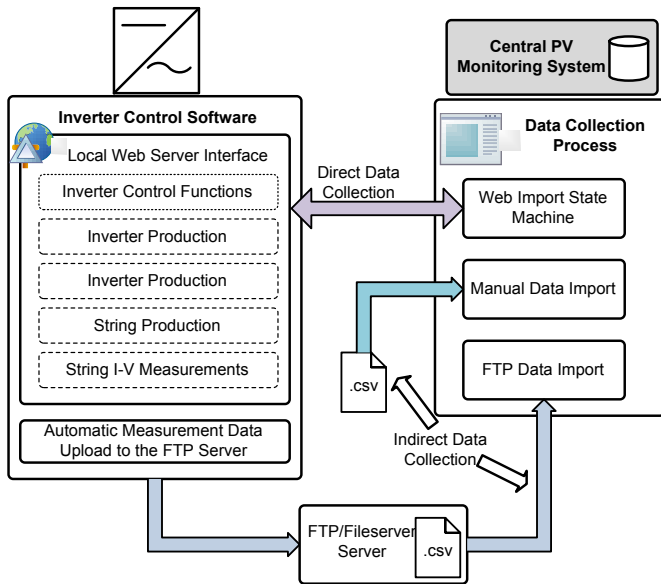 Central PV
Monitoring System
Inverter Control Software
Local Web Server Interface
Inverter Control Functions
Inverter Production
Inverter Production
String Production
String I-V Measurements
Automatic Measurement Data
Upload to the FTP Server
Direct Data
Collection
Data Collection
Process
Web Import State
Machine
Manual Data Import
FTP Data Import
.csv
Indirect Data
Collection
FTP/Fileserver
Server
.csv